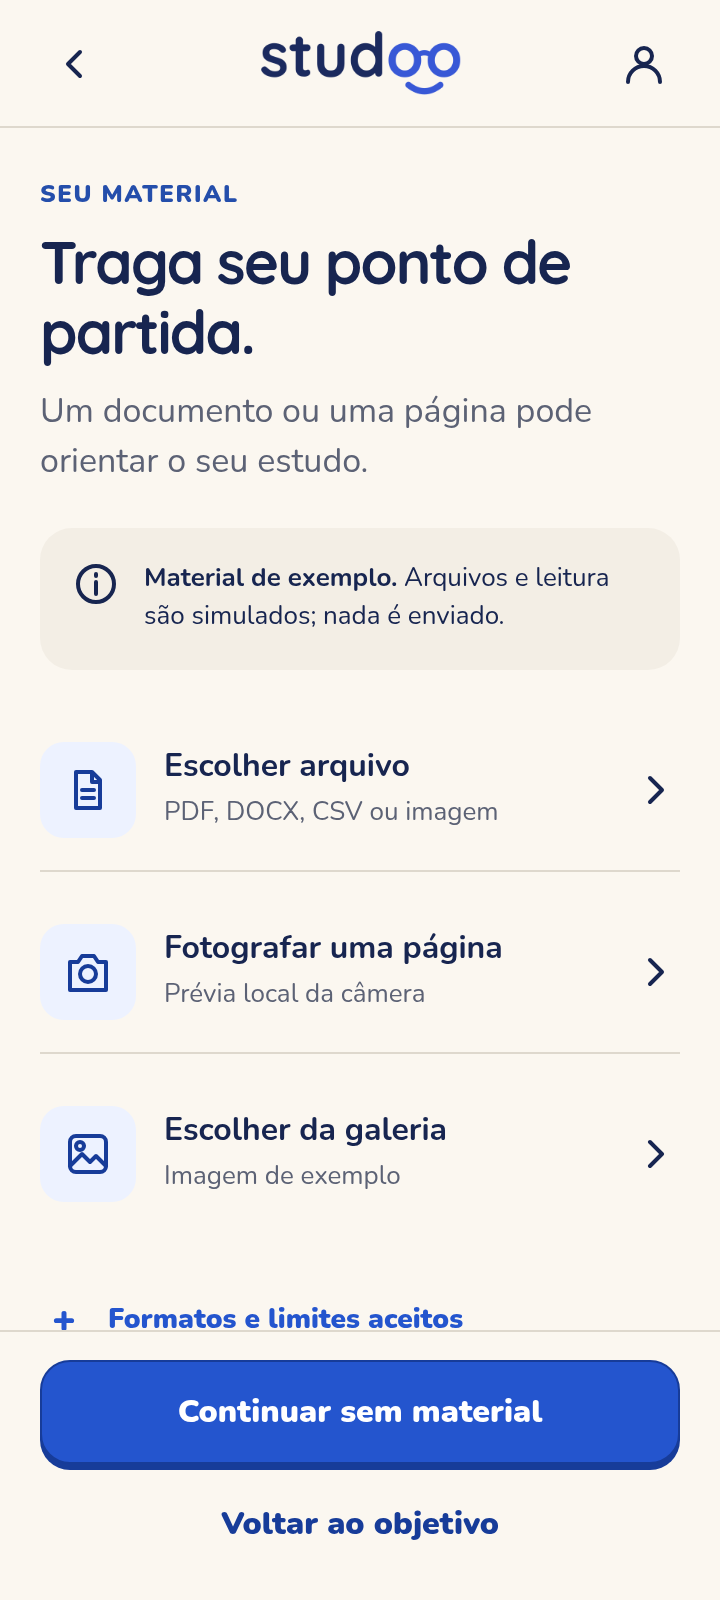 studoo
SEU MATERIAL
Traga seu ponto de
partida.
Um documento ou uma página pode
orientar o seu estudo.
Material de exemplo. Arquivos e leitura
são simulados; nada é enviado.
Escolher arquivo
PDF, DOCX, CSV ou imagem
Fotografar uma página
Prévia local da câmera
Escolher da galeria
Imagem de exemplo
+ Formatos e limites aceitos
Continuar sem material
Voltar ao objetivo